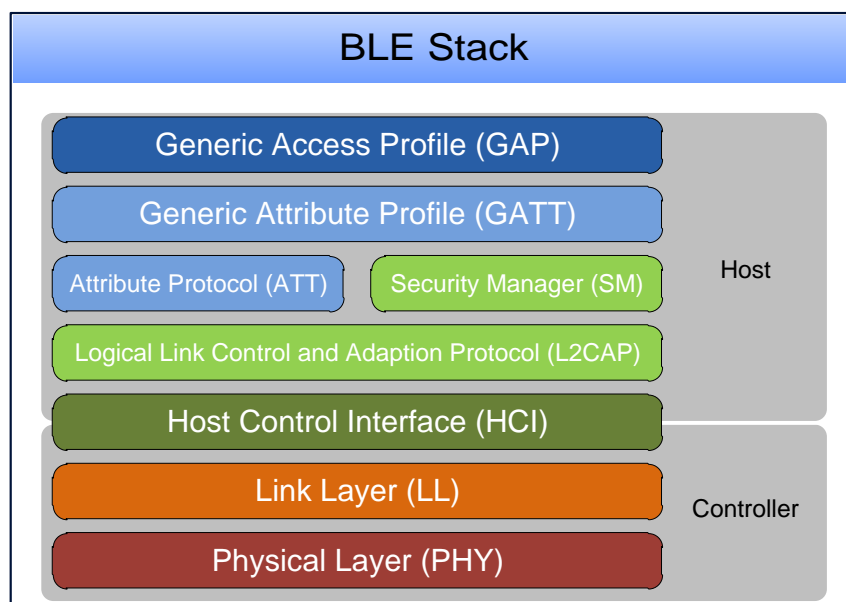 BLE Stack
Generic Access Profile (GAP)
Generic Attribute Profile (GATT)
Attribute Protocol (ATT)
Security Manager (SM)
Host
Logical Link Control and Adaption Protocol (L2CAP)
Host Control Interface (HCI)
Link Layer (LL)
Controller
Physical Layer (PHY)